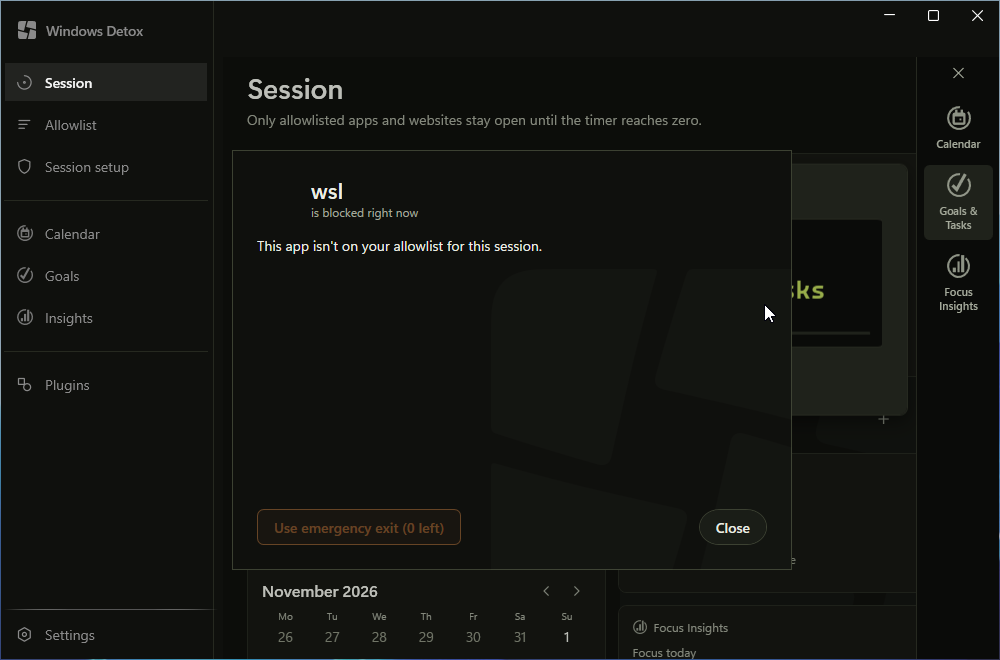 Windows Detox
Session
Allowlist
Session setup
Calendar
Goals
Insights
Plugins
Settings
Session
Only allowlisted apps and websites stay open until the timer reaches zero.
wsl
is blocked right now
This app isn't on your allowlist for this session.
Use emergency exit (0 left)
Close
November 2026
Mo Tu We Th Fr Sa Su
26 27 28 29 30 31 1
Focus Insights
Focus today
Calendar
Goals &
Tasks
Focus
Insights